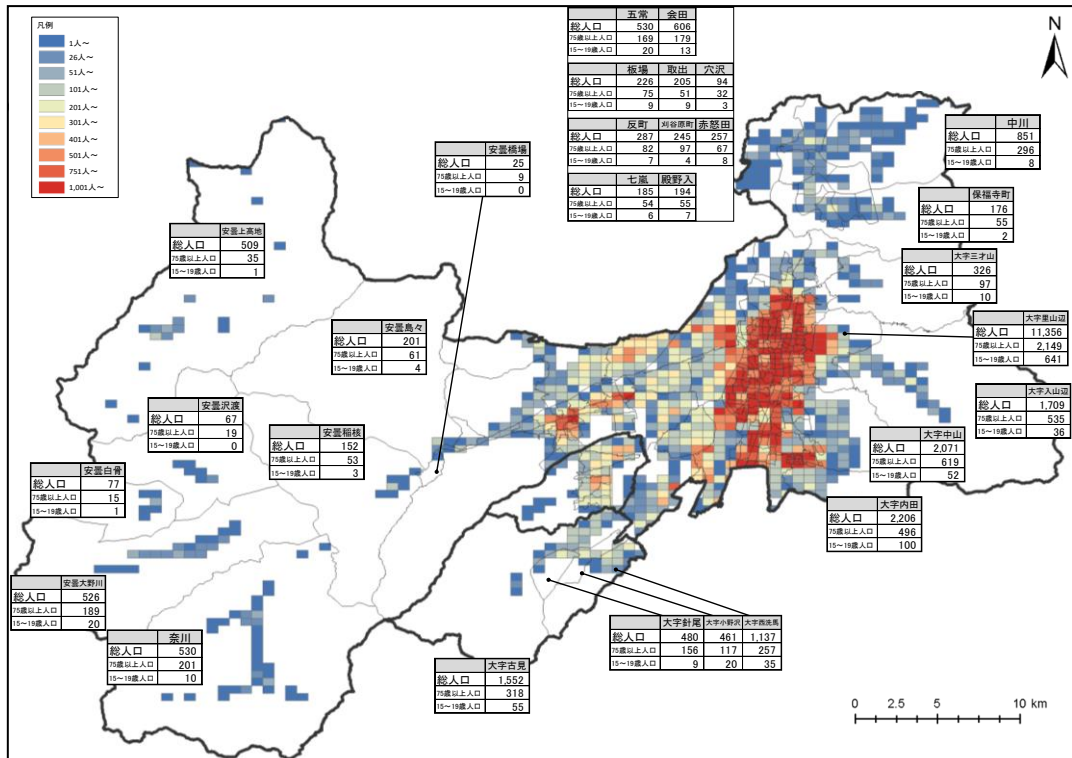 凡例
1人～
26人～
51人～
101人～
201人～
301人～
401人～
501人～
751人～
1,001人～
五常 会田
総人口 530 606
75歳以上人口 169 179
15～19歳人口 20 13
板場 取出 穴沢
総人口 226 205 94
75歳以上人口 75 51 32
15～19歳人口 9 9 3
反町 刈谷原町 赤怒田
総人口 287 245 257
75歳以上人口 82 97 67
15～19歳人口 7 4 8
七嵐 殿野入
総人口 185 194
75歳以上人口 54 55
15～19歳人口 6 7
N
中川
総人口 851
75歳以上人口 296
15～19歳人口 8
安曇橋場
総人口 25
75歳以上人口 9
15～19歳人口 0
保福寺町
総人口 176
75歳以上人口 55
15～19歳人口 2
安曇上高地
総人口 509
75歳以上人口 35
15～19歳人口 1
大字三才山
総人口 326
75歳以上人口 97
15～19歳人口 10
大字里山辺
総人口 11,356
75歳以上人口 2,149
15～19歳人口 641
安曇島々
総人口 201
75歳以上人口 61
15～19歳人口 4
大字入山辺
総人口 1,709
75歳以上人口 535
15～19歳人口 36
安曇沢渡
総人口 67
75歳以上人口 19
15～19歳人口 0
安曇稲核
総人口 152
75歳以上人口 53
15～19歳人口 3
大字中山
総人口 2,071
75歳以上人口 619
15～19歳人口 52
安曇白骨
総人口 77
75歳以上人口 15
15～19歳人口 1
大字内田
総人口 2,206
75歳以上人口 496
15～19歳人口 100
安曇大野川
総人口 526
75歳以上人口 189
15～19歳人口 20
大字針尾 大字小野沢 大字西洗馬
総人口 480 461 1,137
75歳以上人口 156 117 257
15～19歳人口 9 20 35
奈川
総人口 530
75歳以上人口 201
15～19歳人口 10
大字古見
総人口 1,552
75歳以上人口 318
15～19歳人口 55
0 2.5 5 10 km